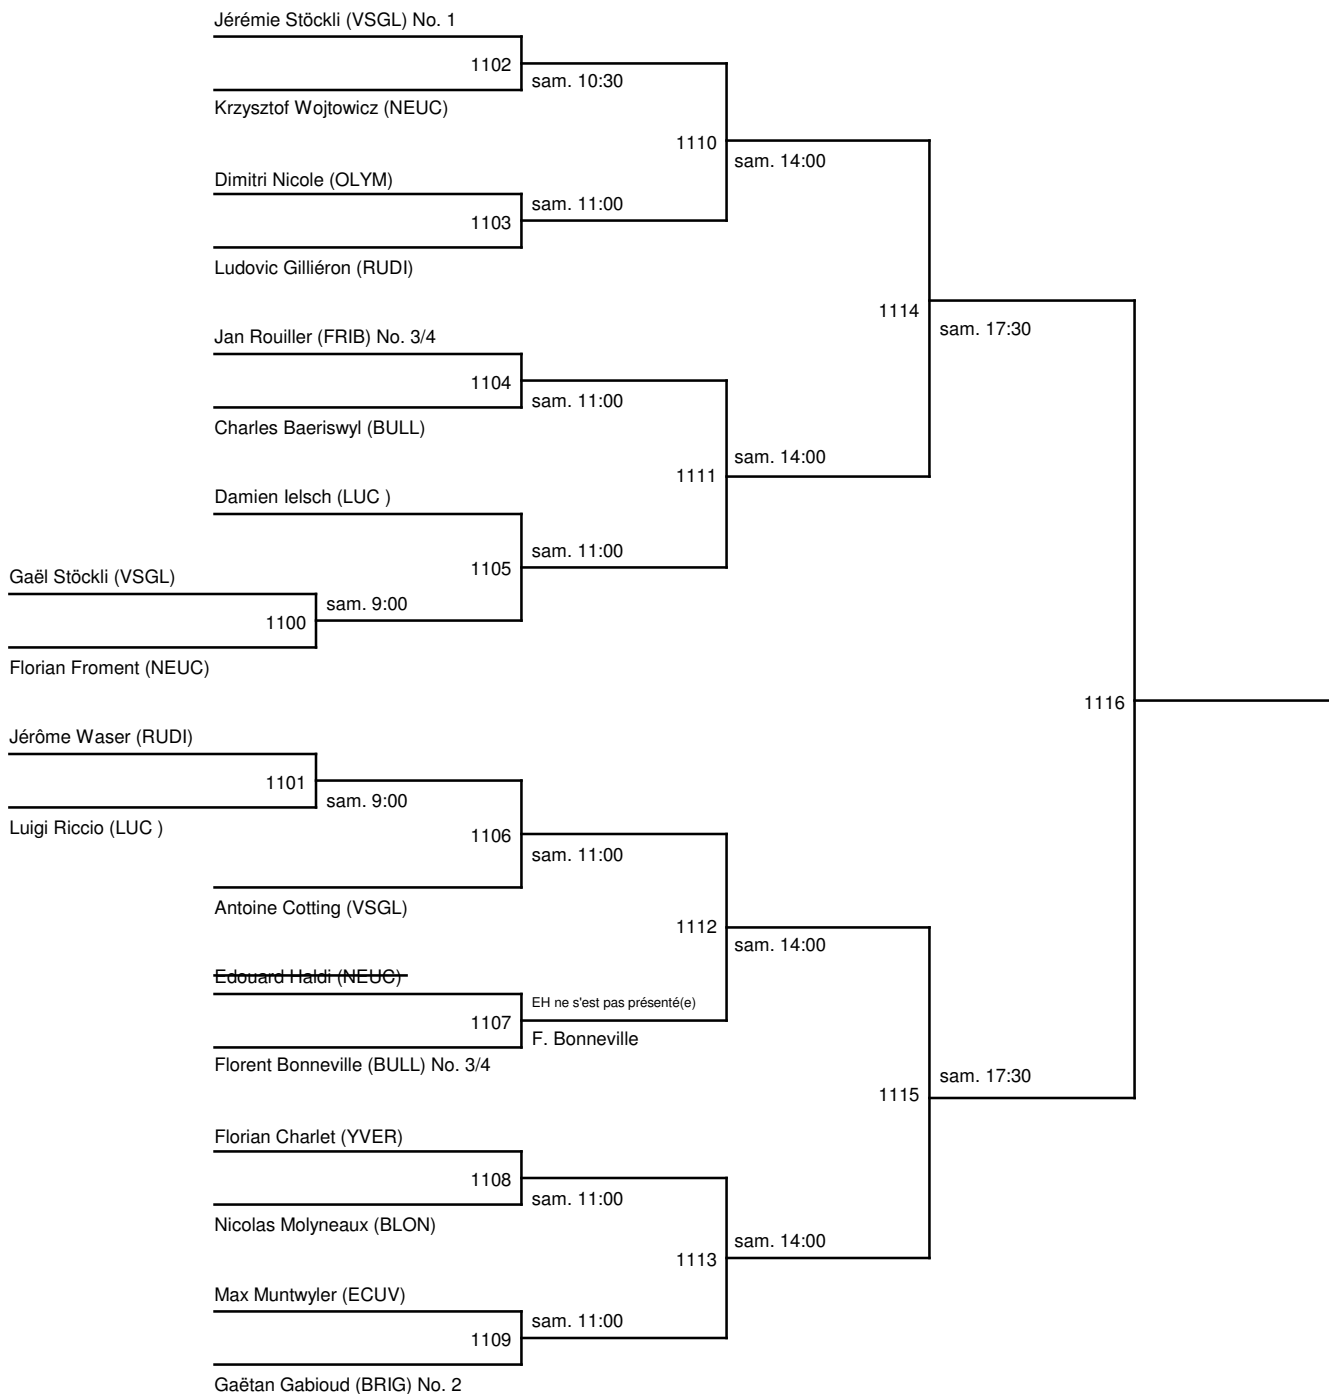 Jérémie Stöckli (VSGL) No. 1
1102
sam. 10:30
Krzysztof Wojtowicz (NEUC)
1110
sam. 14:00
Dimitri Nicole (OLYM)
sam. 11:00
1103
Ludovic Gilliéron (RUDI)
1114
sam. 17:30
Jan Rouiller (FRIB) No. 3/4
1104
sam. 11:00
Charles Baeriswyl (BULL)
sam. 14:00
1111
Damien Ielsch (LUC )
sam. 11:00
1105
Gaël Stöckli (VSGL)
sam. 9:00
1100
Florian Froment (NEUC)
1116
Jérôme Waser (RUDI)
1101
sam. 9:00
Luigi Riccio (LUC )
1106
sam. 11:00
Antoine Cotting (VSGL)
1112
sam. 14:00
Edouard Haldi (NEUC)
EH ne s'est pas présenté(e)
1107
F. Bonneville
Florent Bonneville (BULL) No. 3/4
sam. 17:30
1115
Florian Charlet (YVER)
1108
sam. 11:00
Nicolas Molyneaux (BLON)
sam. 14:00
1113
Max Muntwyler (ECUV)
sam. 11:00
1109
Gaëtan Gabioud (BRIG) No. 2